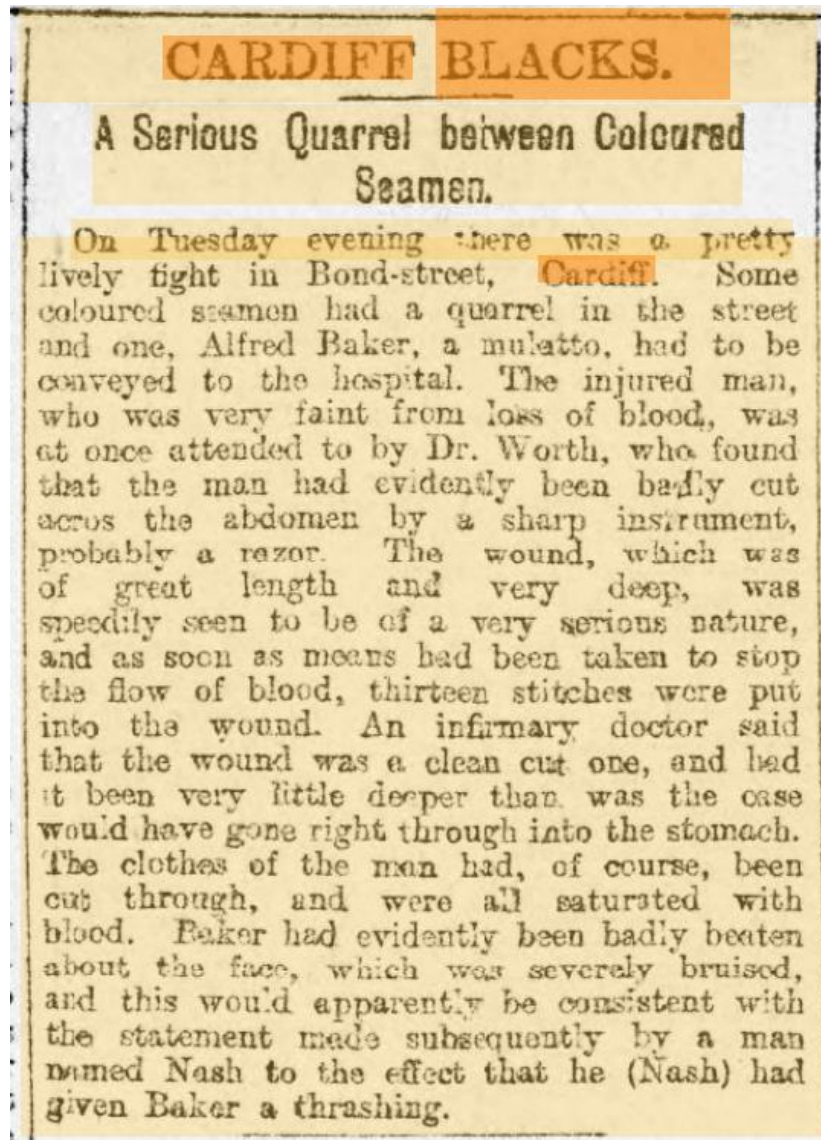 CARDIFF BLACKS.
A Serious Quarrel between Coloured
Seamen.
On Tuesday evening there was a pretty
lively fight in Bond-street, Cardiff. Some
coloured seamen had a quarrel in the street
and one, Alfred Baker, a mulatto, had to be
conveyed to the hospital. The injured man,
who was very faint from loss of blood, was
at once attended to by Dr. Worth, who found
that the man had evidently been badly cut
acros the abdomen by a sharp instrument,
probably a razor. The wound, which was
of great length and very deep, was
speedily seen to be of a very serious nature,
and as soon as means had been taken to stop
the flow of blood, thirteen stitches were put
into the wound. An infirmary doctor said
that the wound was a clean cut one, and had
it been very little deeper than was the case
would have gone right through into the stomach.
The clothes of the man had, of course, been
cut through, and were all saturated with
blood. Baker had evidently been badly beaten
about the face, which was severely bruised,
and this would apparently be consistent with
the statement made subsequently by a man
named Nash to the effect that he (Nash) had
given Baker a thrashing.